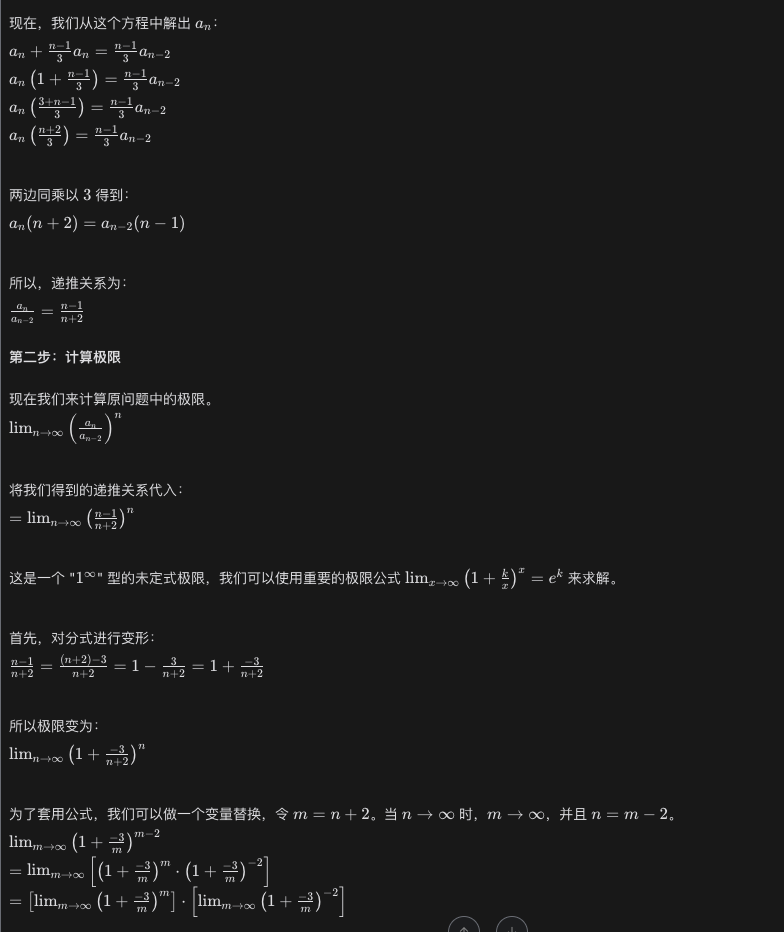 现在，我们从这个方程中解出 $a_n$：
$a_n + \frac{n-1}{3}a_n = \frac{n-1}{3}a_{n-2}$
$a_n\left(1 + \frac{n-1}{3}\right) = \frac{n-1}{3}a_{n-2}$
$a_n\left(\frac{3+n-1}{3}\right) = \frac{n-1}{3}a_{n-2}$
$a_n\left(\frac{n+2}{3}\right) = \frac{n-1}{3}a_{n-2}$
两边同乘以 3 得到：
$a_n(n+2) = a_{n-2}(n-1)$
所以，递推关系为：
$\frac{a_n}{a_{n-2}} = \frac{n-1}{n+2}$
第二步：计算极限
现在我们来计算原问题中的极限。
$\lim_{n\to\infty}\left(\frac{a_n}{a_{n-2}}\right)^n$
将我们得到的递推关系代入：
$= \lim_{n\to\infty}\left(\frac{n-1}{n+2}\right)^n$
这是一个 "$1^\infty$" 型的未定式极限，我们可以使用重要的极限公式 $\lim_{x\to\infty}\left(1 + \frac{k}{x}\right)^x = e^k$ 来求解。
首先，对分式进行变形：
$\frac{n-1}{n+2} = \frac{(n+2)-3}{n+2} = 1 - \frac{3}{n+2} = 1 + \frac{-3}{n+2}$
所以极限变为：
$\lim_{n\to\infty}\left(1 + \frac{-3}{n+2}\right)^n$
为了套用公式，我们可以做一个变量替换，令 $m = n + 2$。当 $n \to \infty$ 时，$m \to \infty$，并且 $n = m - 2$。
$\lim_{m\to\infty}\left(1 + \frac{-3}{m}\right)^{m-2}$
$= \lim_{m\to\infty}\left[\left(1 + \frac{-3}{m}\right)^m \cdot \left(1 + \frac{-3}{m}\right)^{-2}\right]$
$= \left[\lim_{m\to\infty}\left(1 + \frac{-3}{m}\right)^m\right] \cdot \left[\lim_{m\to\infty}\left(1 + \frac{-3}{m}\right)^{-2}\right]$